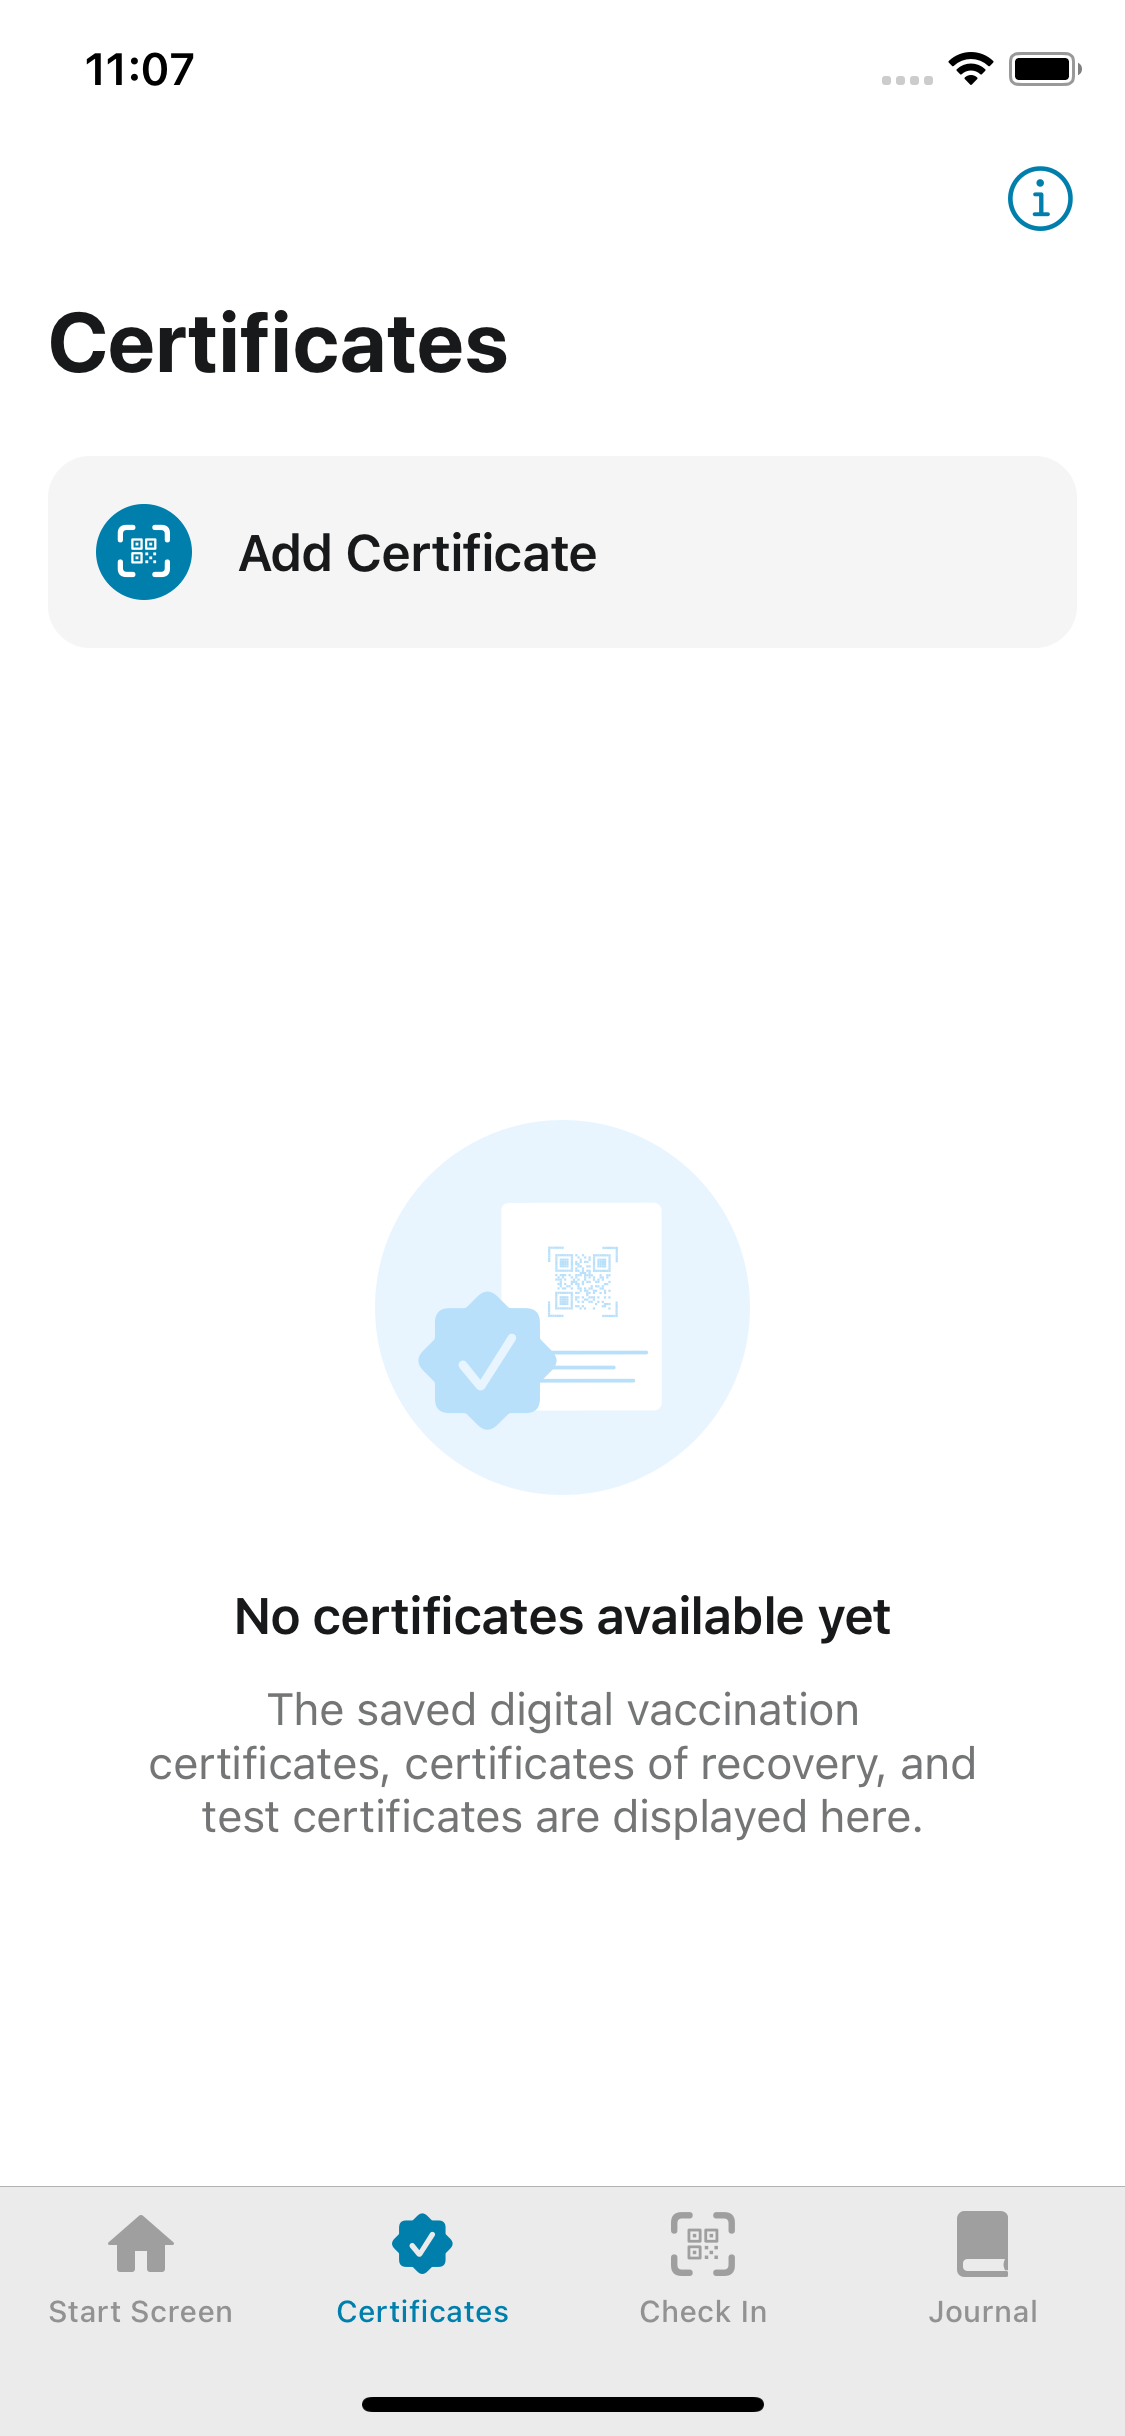 11:07
Certificates
Add Certificate
No certificates available yet
The saved digital vaccination
certificates, certificates of recovery, and
test certificates are displayed here.
Start Screen
Certificates
Check In
Journal